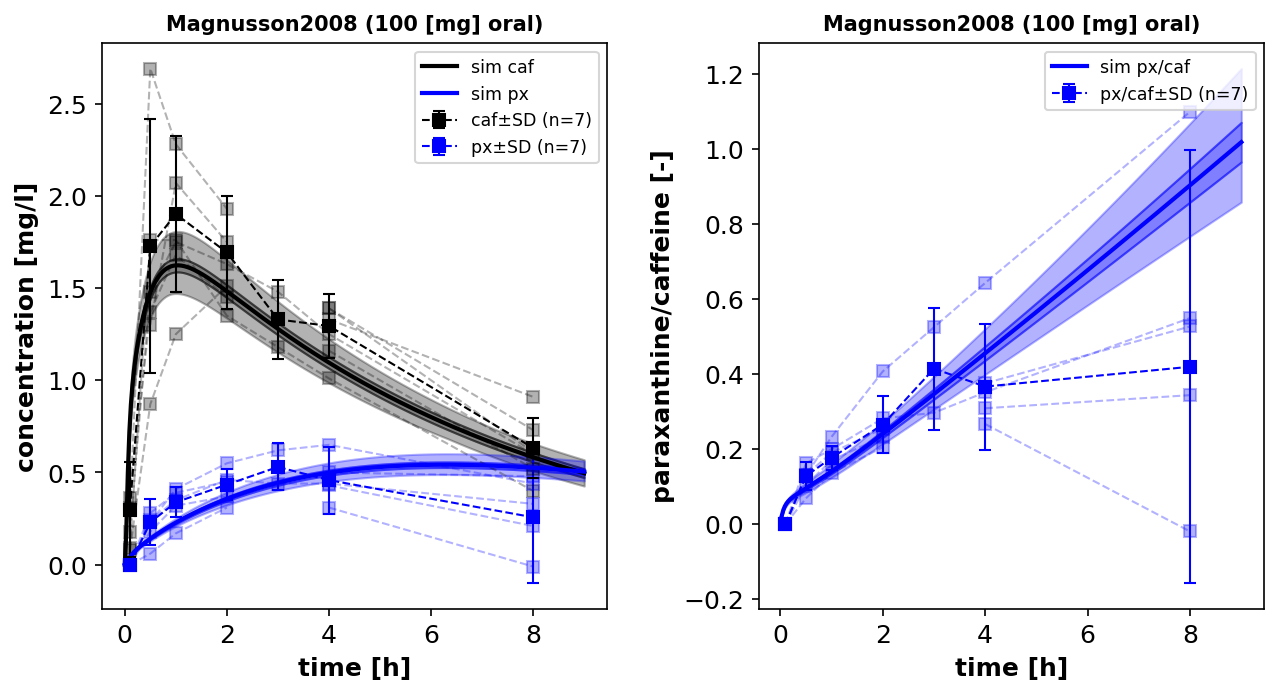 Magnusson2008 (100 [mg] oral)
concentration [mg/l]
2.5
2.0
1.5
1.0
0.5
0.0
0
2
4
6
8
time [h]
sim caf
sim px
caf±SD (n=7)
px±SD (n=7)
Magnusson2008 (100 [mg] oral)
paraxanthine/caffeine [-]
1.2
1.0
0.8
0.6
0.4
0.2
0.0
−0.2
0
2
4
6
8
time [h]
sim px/caf
px/caf±SD (n=7)